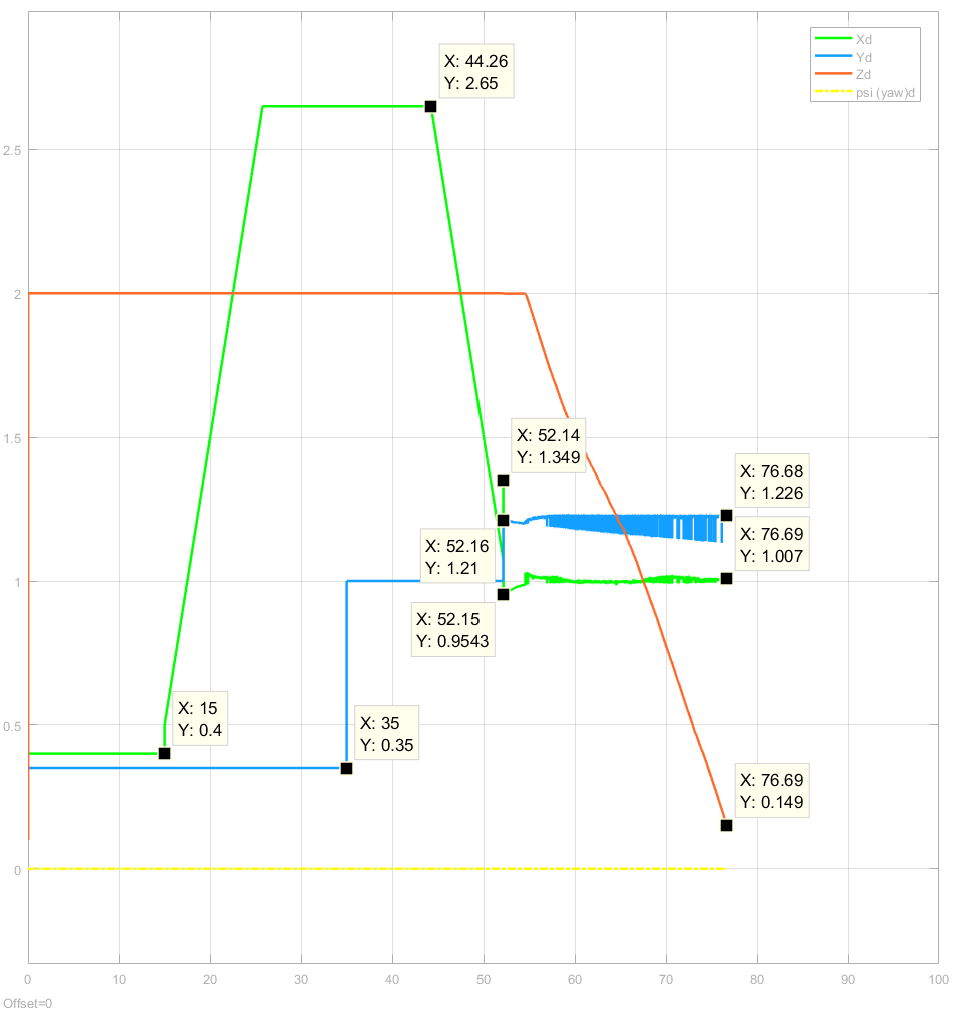 Xd
Yd
Zd
psi (yaw)d
X: 44.26
Y: 2.65
X: 52.14
Y: 1.349
X: 76.68
Y: 1.226
X: 76.69
Y: 1.007
X: 52.16
Y: 1.21
X: 52.15
Y: 0.9543
X: 15
Y: 0.4
X: 35
Y: 0.35
X: 76.69
Y: 0.149
2.5
2
1.5
1
0.5
0
0 10 20 30 40 50 60 70 80 90 100
Offset=0